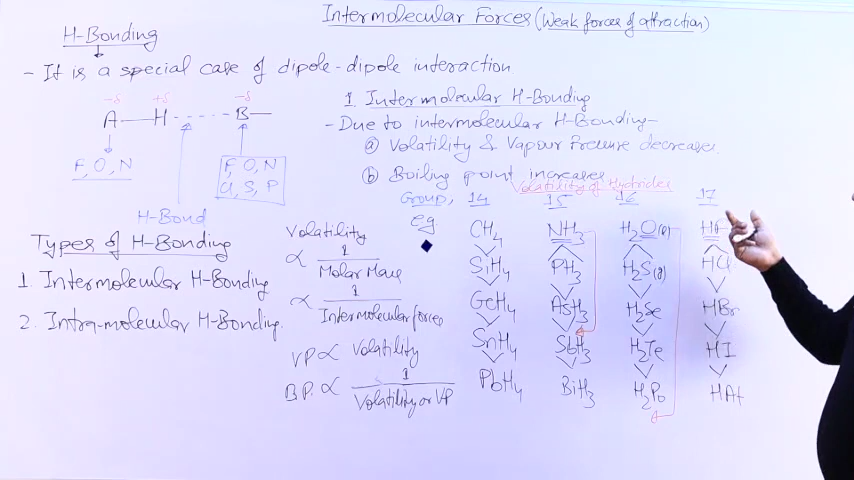 Intermolecular Forces (Weak forces of attraction)
H-Bonding
- It is a special case of dipole-dipole interaction
-δ +δ -δ
A — H - - - - - B —
F, O, N
F, O, N
Cl, S, P
H-Bond
Types of H-Bonding
1. Intermolecular H-Bonding
2. Intra-molecular H-Bonding.
1 Intermolecular H-Bonding
- Due to intermolecular H-Bonding-
(a) Volatility & Vapour Pressure decreases
(b) Boiling point increases
Volatility of Hydrides
Volatility
∝ 1 / Molar Mass
∝ 1 / Intermolecular forces
VP ∝ Volatility
B.P. ∝ 1 / Volatility or VP
Group, 14 15 16 17
eg. CH4 NH3 H2O(l) HF
SiH4 PH3 H2S(g) HCl
GeH4 AsH3 H2Se HBr
SnH4 SbH3 H2Te HI
PbH4 BiH3 H2Po HAt